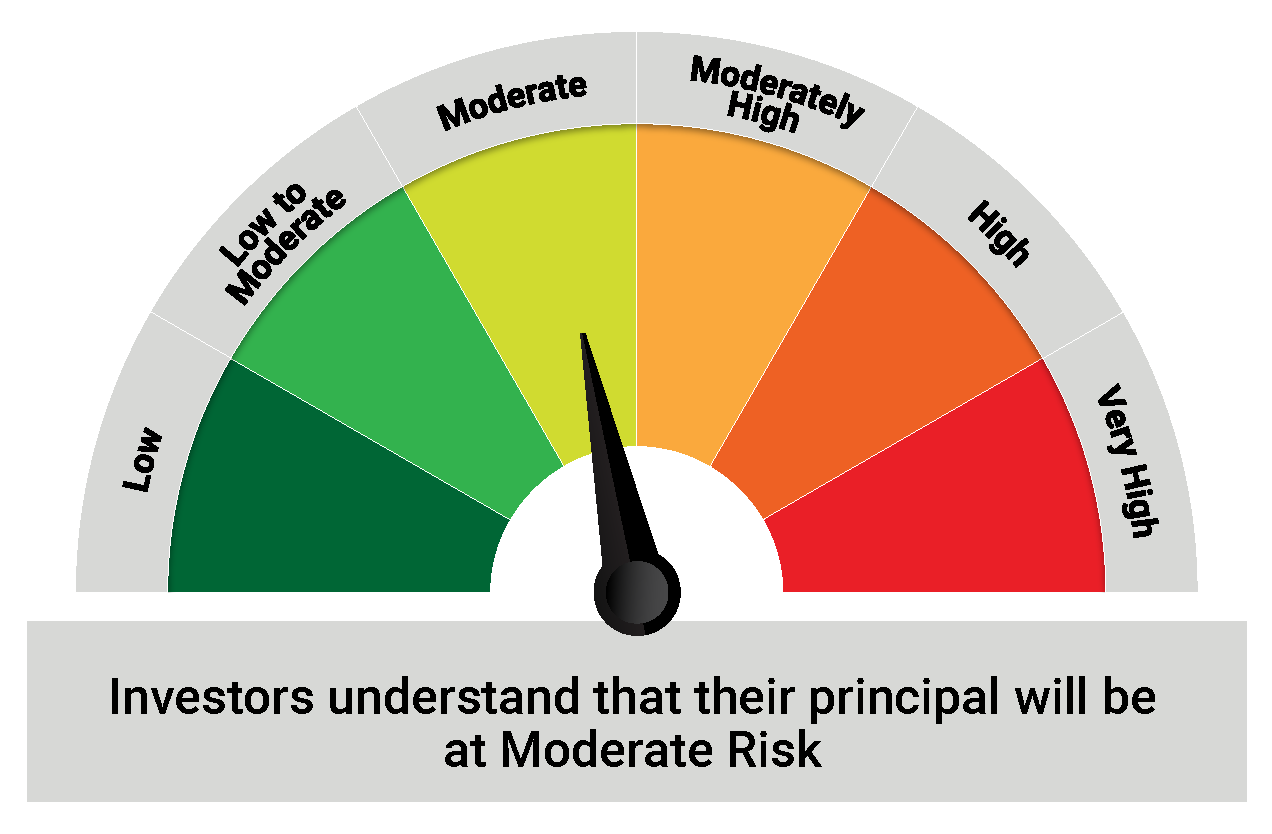 Low
Low to
Moderate
Moderate
Moderately
High
High
Very High
Investors understand that their principal will be
at Moderate Risk